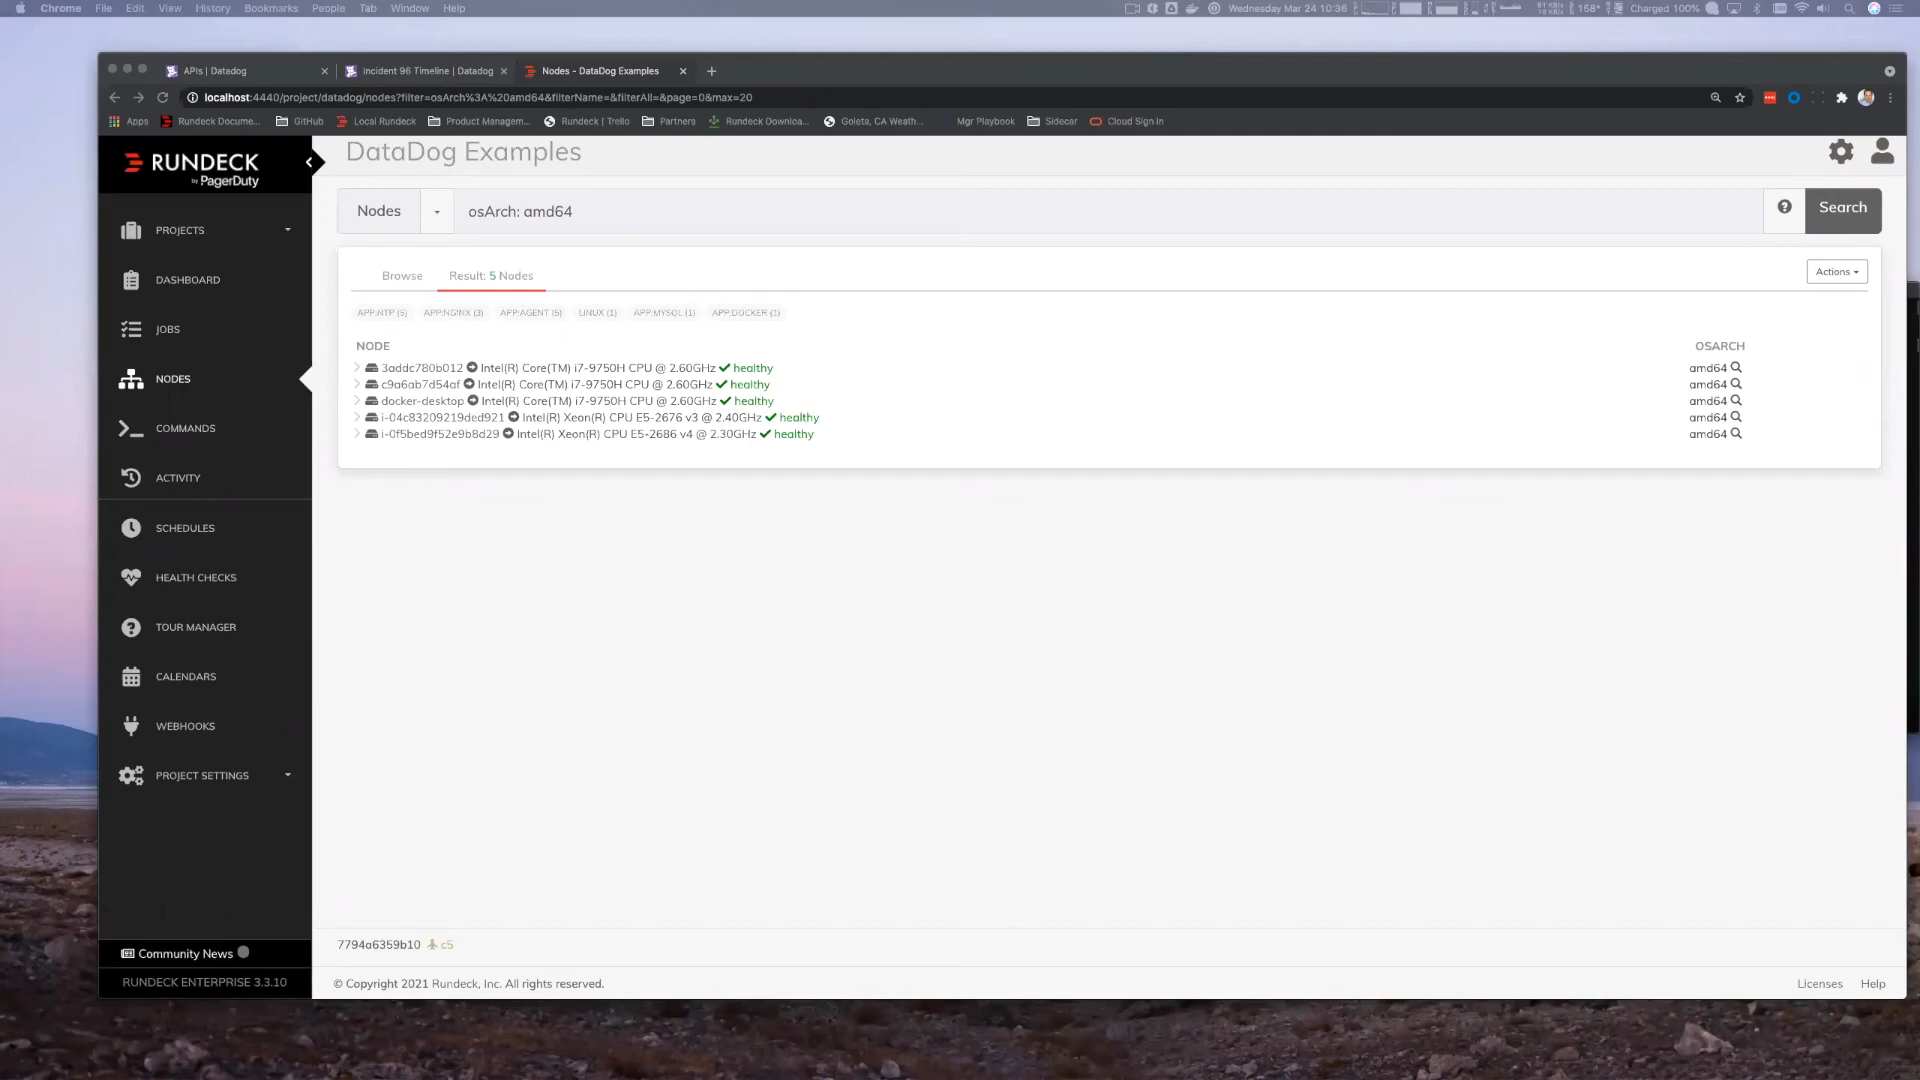 Chrome File Edit View History Bookmarks People Tab Window Help
Wednesday Mar 24 10:36 158° Charged 100%
APIs | Datadog
Incident 96 Timeline | Datadog
Nodes - DataDog Examples
localhost:4440/project/datadog/nodes?filter=osArch%3A%20amd64&filterName=&filterAll=&page=0&max=20
Apps Rundeck Docume... GitHub Local Rundeck Product Managem... Rundeck | Trello Partners Rundeck Downloa... Goleta, CA Weath... Mgr Playbook Sidecar Cloud Sign In
RUNDECK
by PagerDuty
PROJECTS
DASHBOARD
JOBS
NODES
COMMANDS
ACTIVITY
SCHEDULES
HEALTH CHECKS
TOUR MANAGER
CALENDARS
WEBHOOKS
PROJECT SETTINGS
Community News
RUNDECK ENTERPRISE 3.3.10
DataDog Examples
Nodes osArch: amd64 Search
Browse Result: 5 Nodes Actions
APP:NTP (5) APP:NGINX (3) APP:AGENT (5) LINUX (1) APP:MYSQL (1) APP:DOCKER (1)
NODE OSARCH
3addc780b012 Intel(R) Core(TM) i7-9750H CPU @ 2.60GHz healthy amd64
c9a6ab7d54af Intel(R) Core(TM) i7-9750H CPU @ 2.60GHz healthy amd64
docker-desktop Intel(R) Core(TM) i7-9750H CPU @ 2.60GHz healthy amd64
i-04c83209219ded921 Intel(R) Xeon(R) CPU E5-2676 v3 @ 2.40GHz healthy amd64
i-0f5bed9f52e9b8d29 Intel(R) Xeon(R) CPU E5-2686 v4 @ 2.30GHz healthy amd64
7794a6359b10 c5
© Copyright 2021 Rundeck, Inc. All rights reserved.
Licenses Help